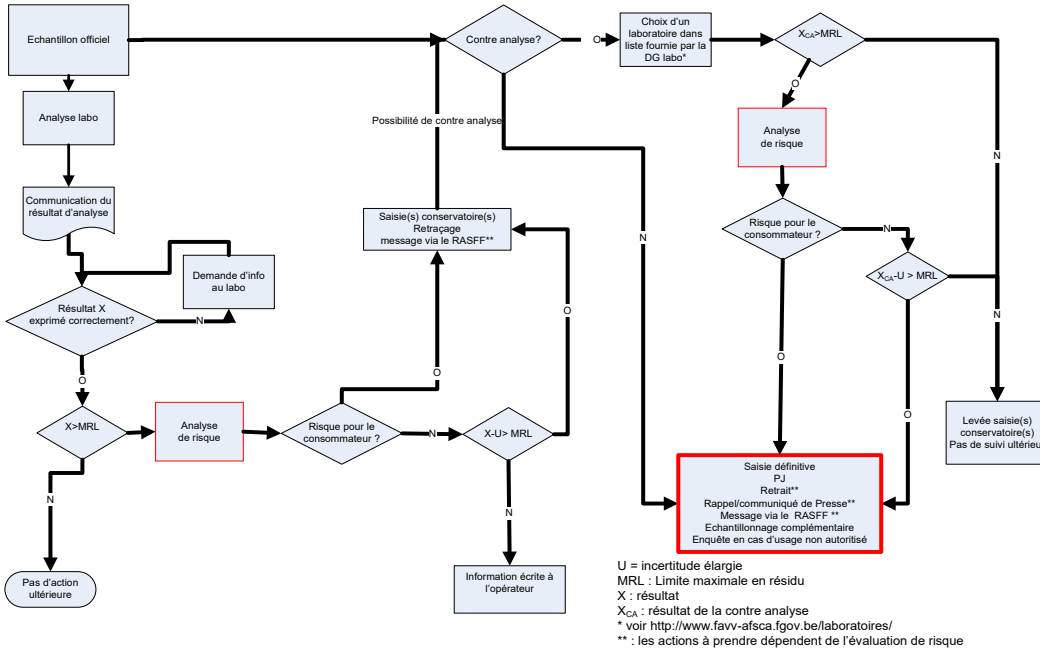 Echantillon officiel
Analyse labo
Communication du
résultat d'analyse
Demande d'info
au labo
Résultat X
exprimé correctement?
N
O
X>MRL
N
Pas d'action
ultérieure
Analyse
de risque
Risque pour le
consommateur ?
O
N
X-U> MRL
O
N
Information écrite à
l'opérateur
Saisie(s) conservatoire(s)
Retraçage
message via le RASFF**
Possibilité de contre analyse
Contre analyse?
O
N
Choix d'un
laboratoire dans
liste fournie par la
DG labo*
X_CA>MRL
O
N
Analyse
de risque
Risque pour le
consommateur ?
N
O
X_CA-U > MRL
N
O
Levée saisie(s)
conservatoire(s)
Pas de suivi ultérieu
Saisie définitive
PJ
Retrait**
Rappel/communiqué de Presse**
Message via le RASFF **
Echantillonnage complémentaire
Enquête en cas d'usage non autorisé
U = incertitude élargie
MRL : Limite maximale en résidu
X : résultat
X_CA : résultat de la contre analyse
* voir http://www.favv-afsca.fgov.be/laboratoires/
** : les actions à prendre dépendent de l'évaluation de risque